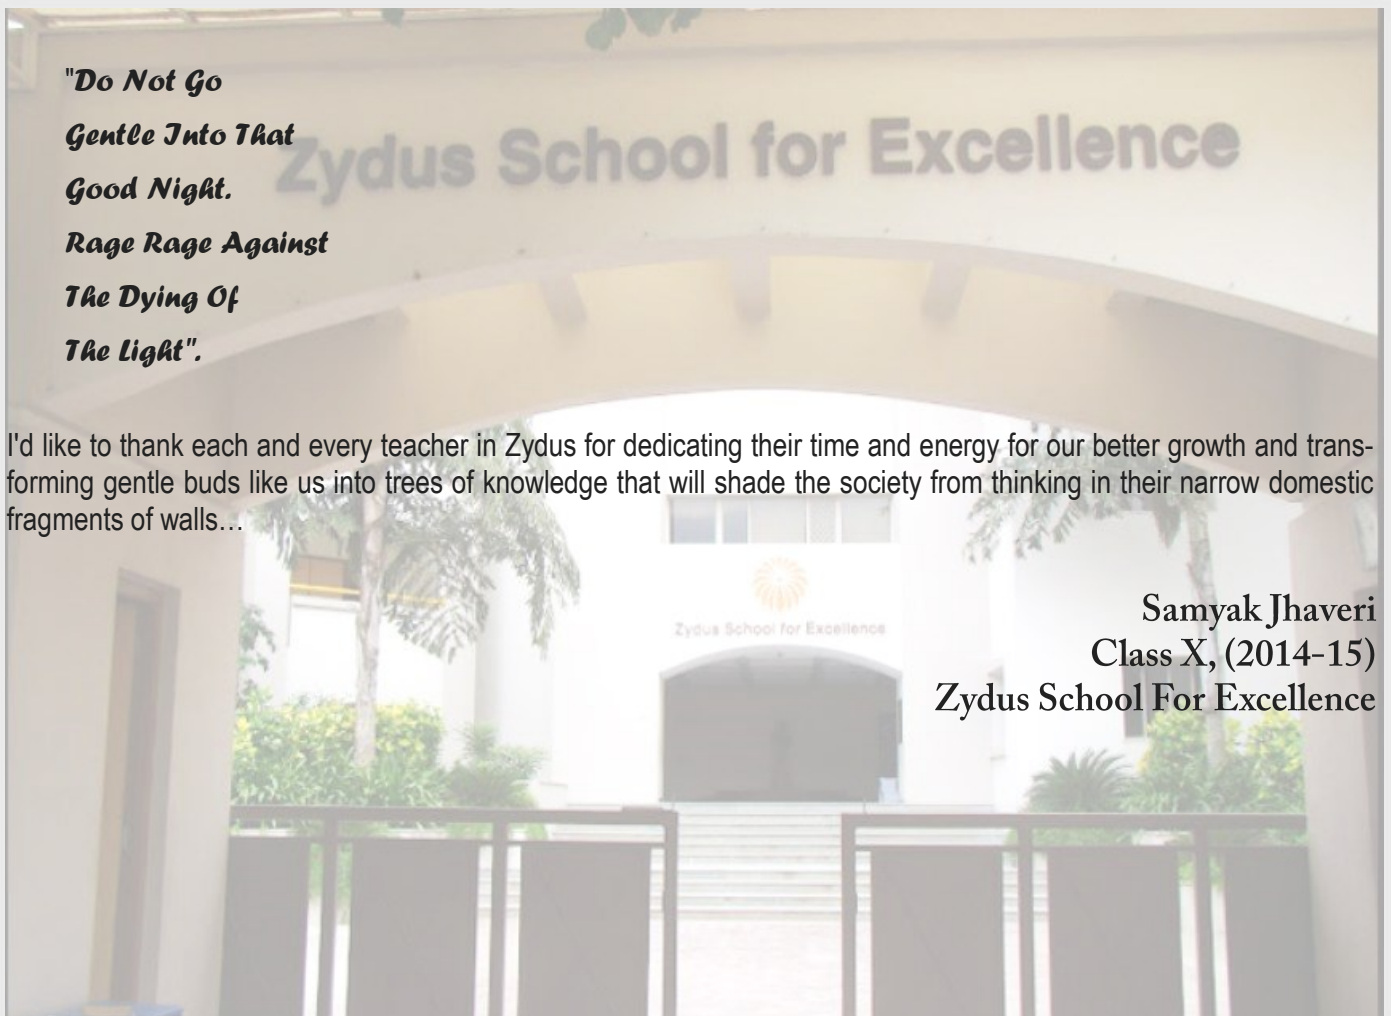 "Do Not Go
Gentle Into That
Zydus School for Excellence
Good Night.
Rage Rage Against
The Dying Of
The Light".
I'd like to thank each and every teacher in Zydus for dedicating their time and energy for our better growth and trans-
forming gentle buds like us into trees of knowledge that will shade the society from thinking in their narrow domestic
fragments of walls…
Samyak Jhaveri
Zydus School for Excellence
Class X, (2014-15)
Zydus School For Excellence